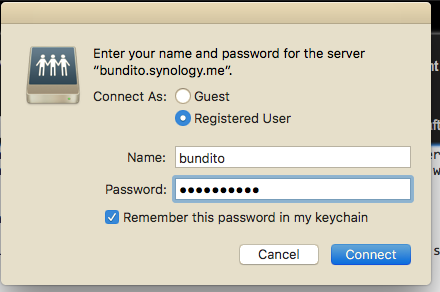 Enter your name and password for the server
“bundito.synology.me”.
Connect As: Guest
Registered User
Name: bundito
Password: ●●●●●●●●●●
Remember this password in my keychain
Cancel Connect